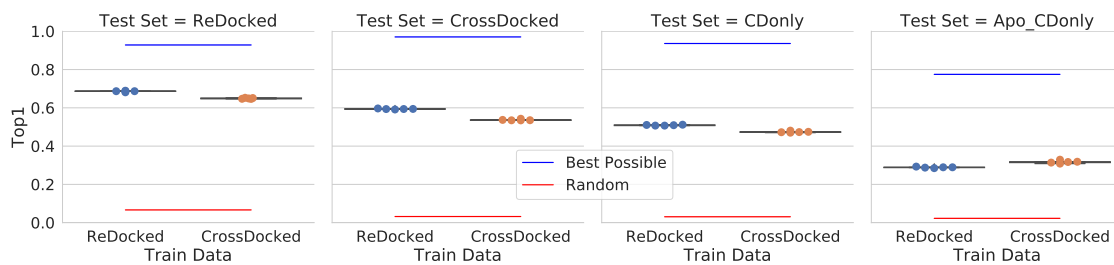 Test Set = ReDocked
Test Set = CrossDocked
Test Set = CDonly
Test Set = Apo_CDonly
Top1
1.0
0.8
0.6
0.4
0.2
0.0
Best Possible
Random
ReDocked CrossDocked
ReDocked CrossDocked
ReDocked CrossDocked
ReDocked CrossDocked
Train Data
Train Data
Train Data
Train Data